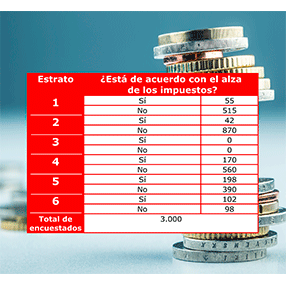 Estrato ¿Está de acuerdo con el alza
de los impuestos?
1 Sí 55
No 515
2 Sí 42
No 870
3 Sí 0
No 0
4 Sí 170
No 560
5 Sí 198
No 390
6 Sí 102
No 98
Total de
encuestados 3.000